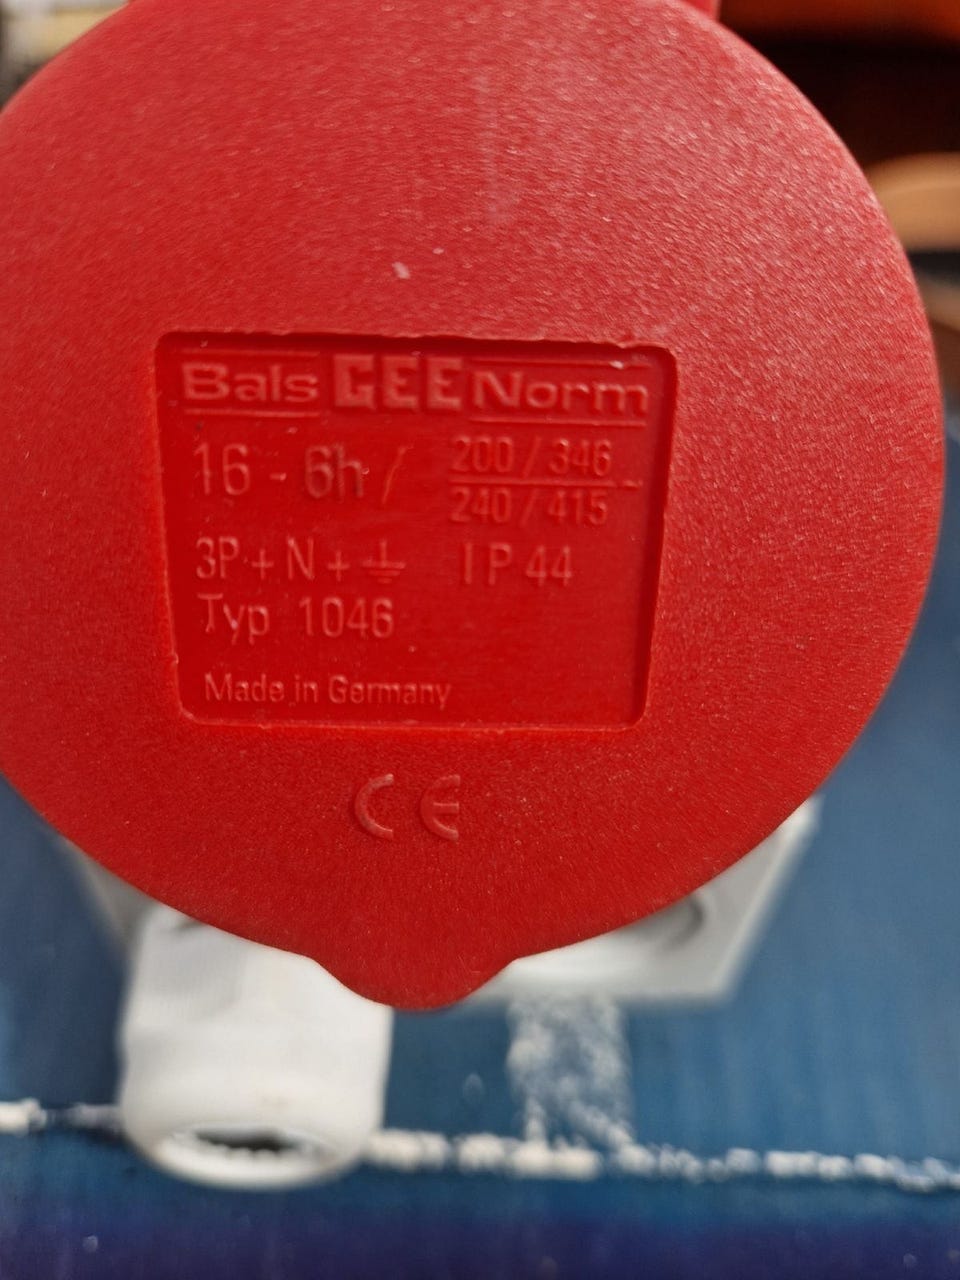 Bals CEE Norm
16 - 6h / 200 / 346
240 / 415
3P + N + ⏚ IP 44
Typ 1046
Made in Germany
CE